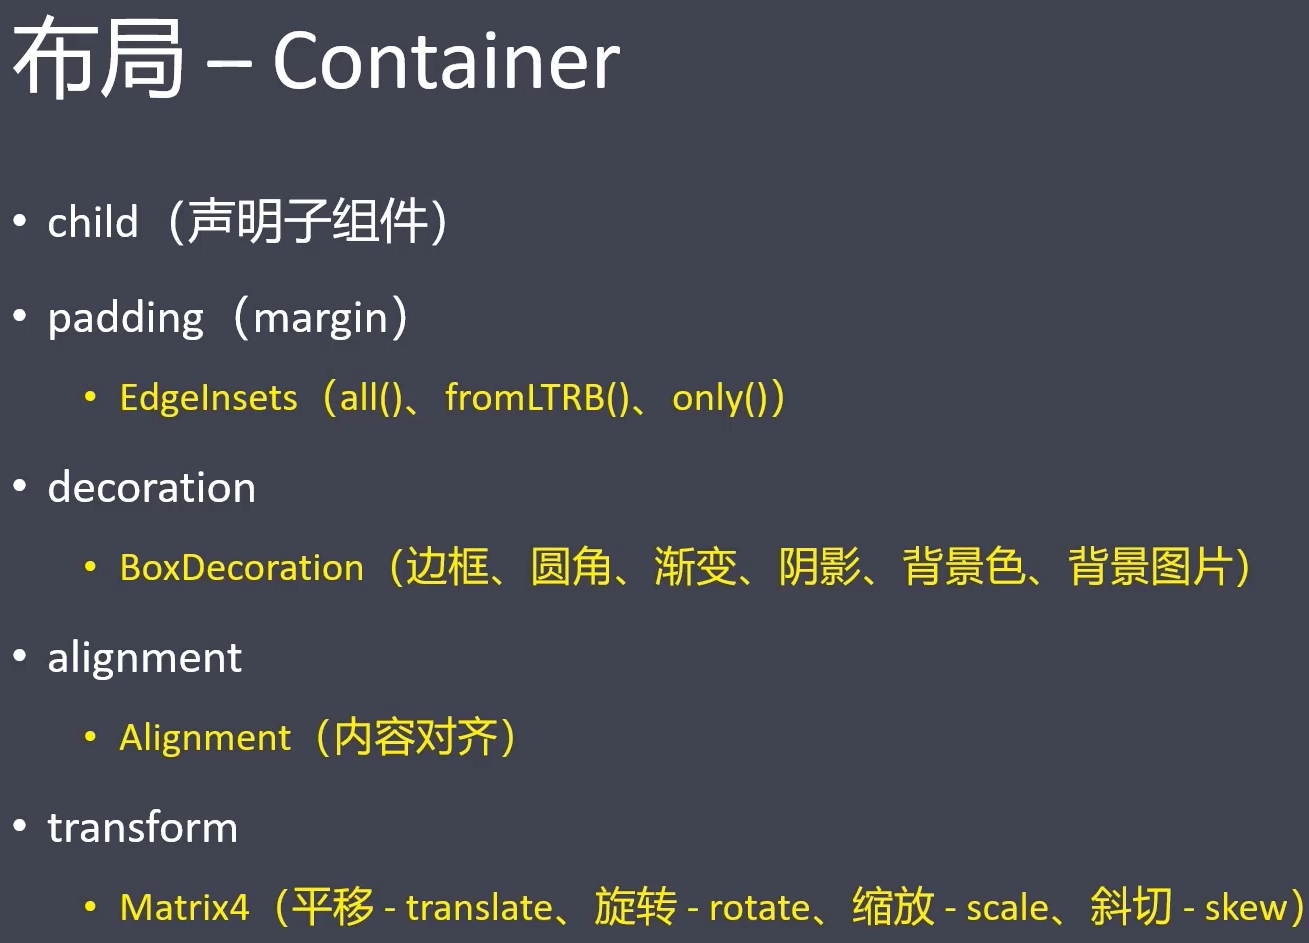 布局 – Container
• child（声明子组件）
• padding（margin）
• EdgeInsets（all()、fromLTRB()、only()）
• decoration
• BoxDecoration（边框、圆角、渐变、阴影、背景色、背景图片）
• alignment
• Alignment（内容对齐）
• transform
• Matrix4（平移 - translate、旋转 - rotate、缩放 - scale、斜切 - skew）